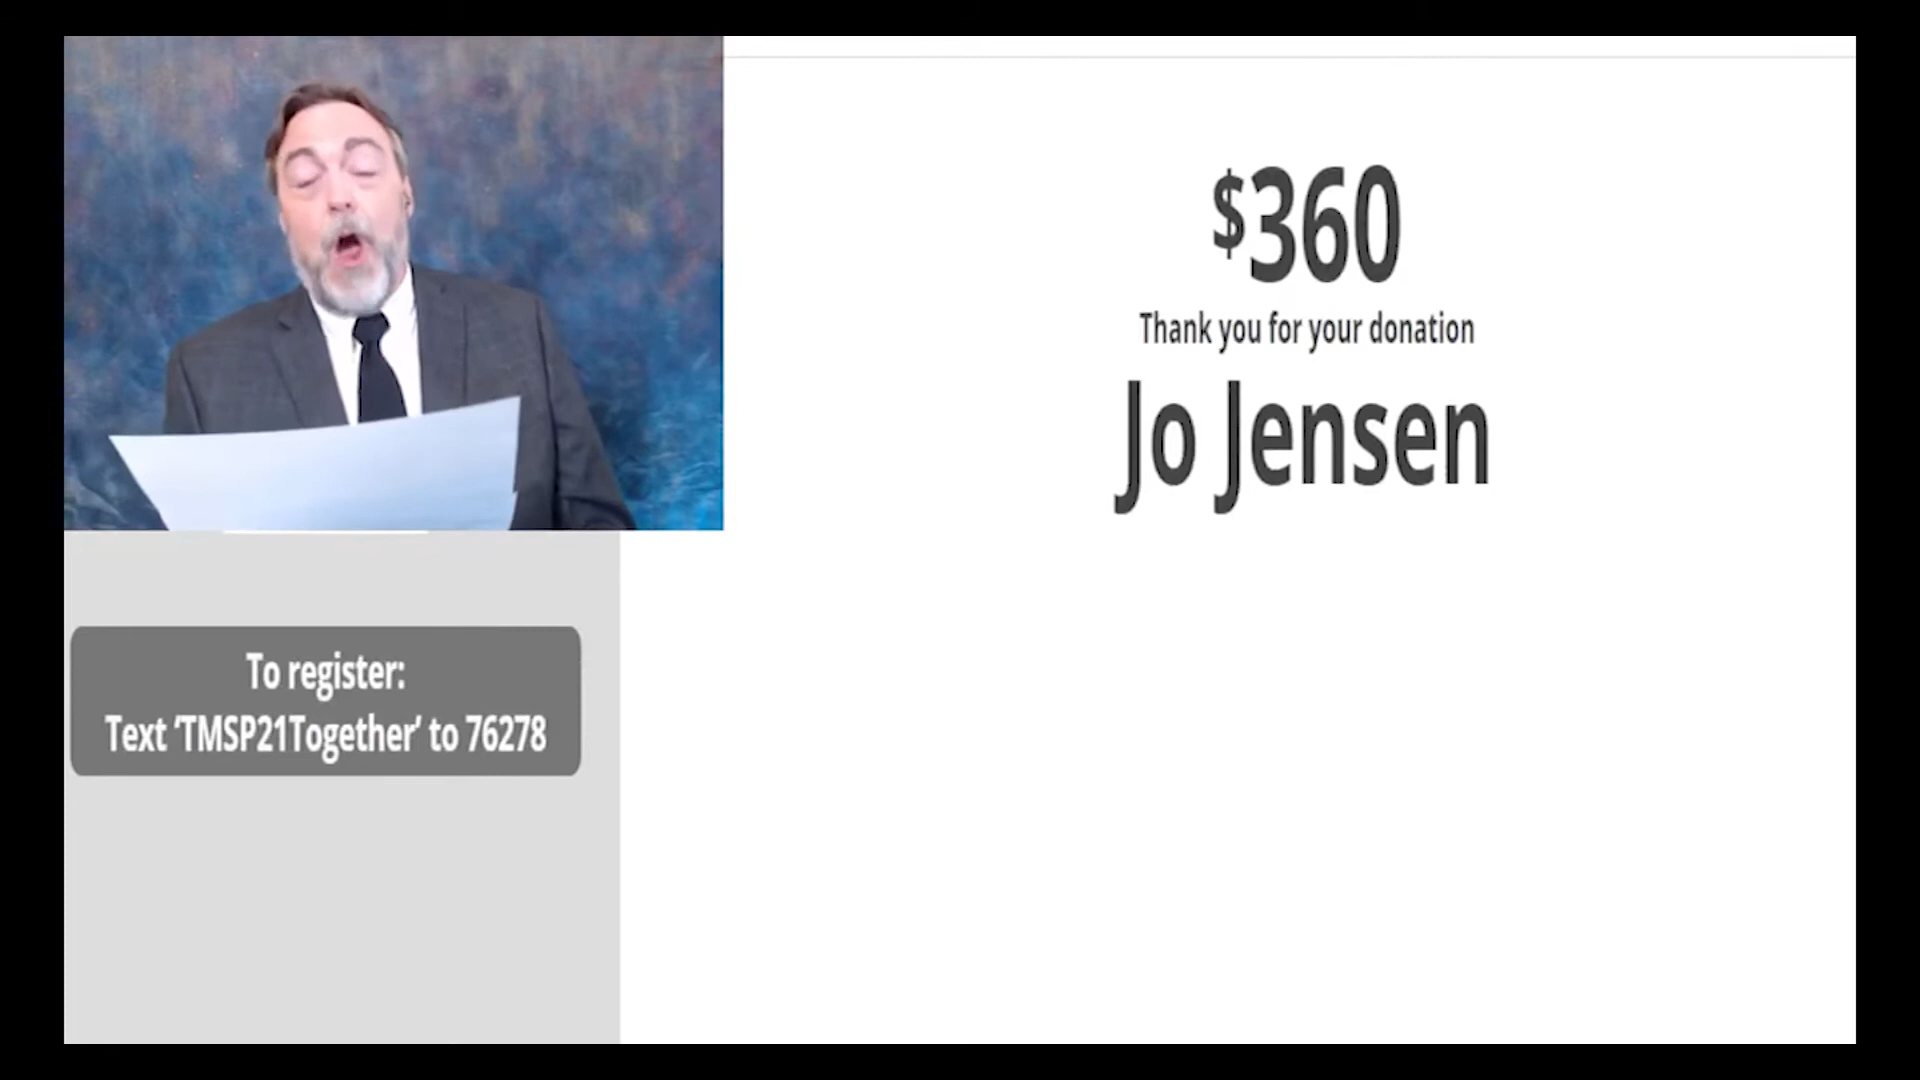 $360
Thank you for your donation
Jo Jensen
To register:
Text ‘TMSP21Together’ to 76278